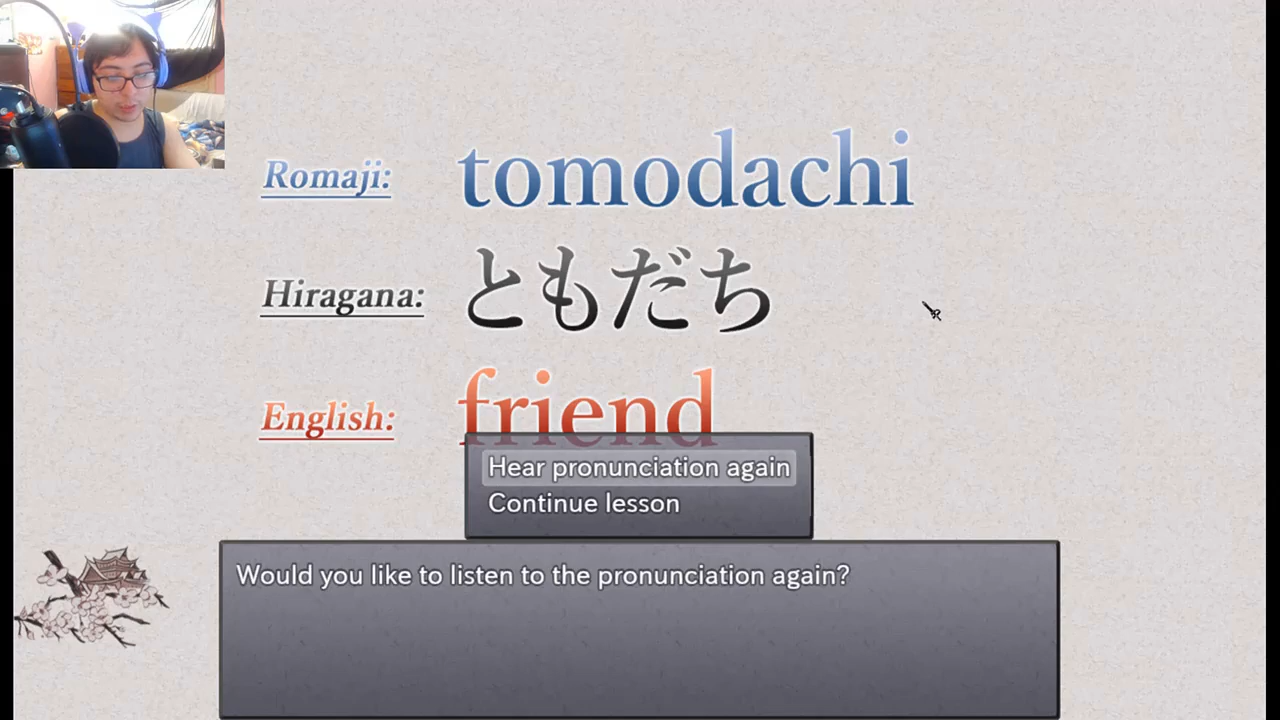 Romaji: tomodachi
Hiragana: ともだち
English: friend
Hear pronunciation again
Continue lesson
Would you like to listen to the pronunciation again?